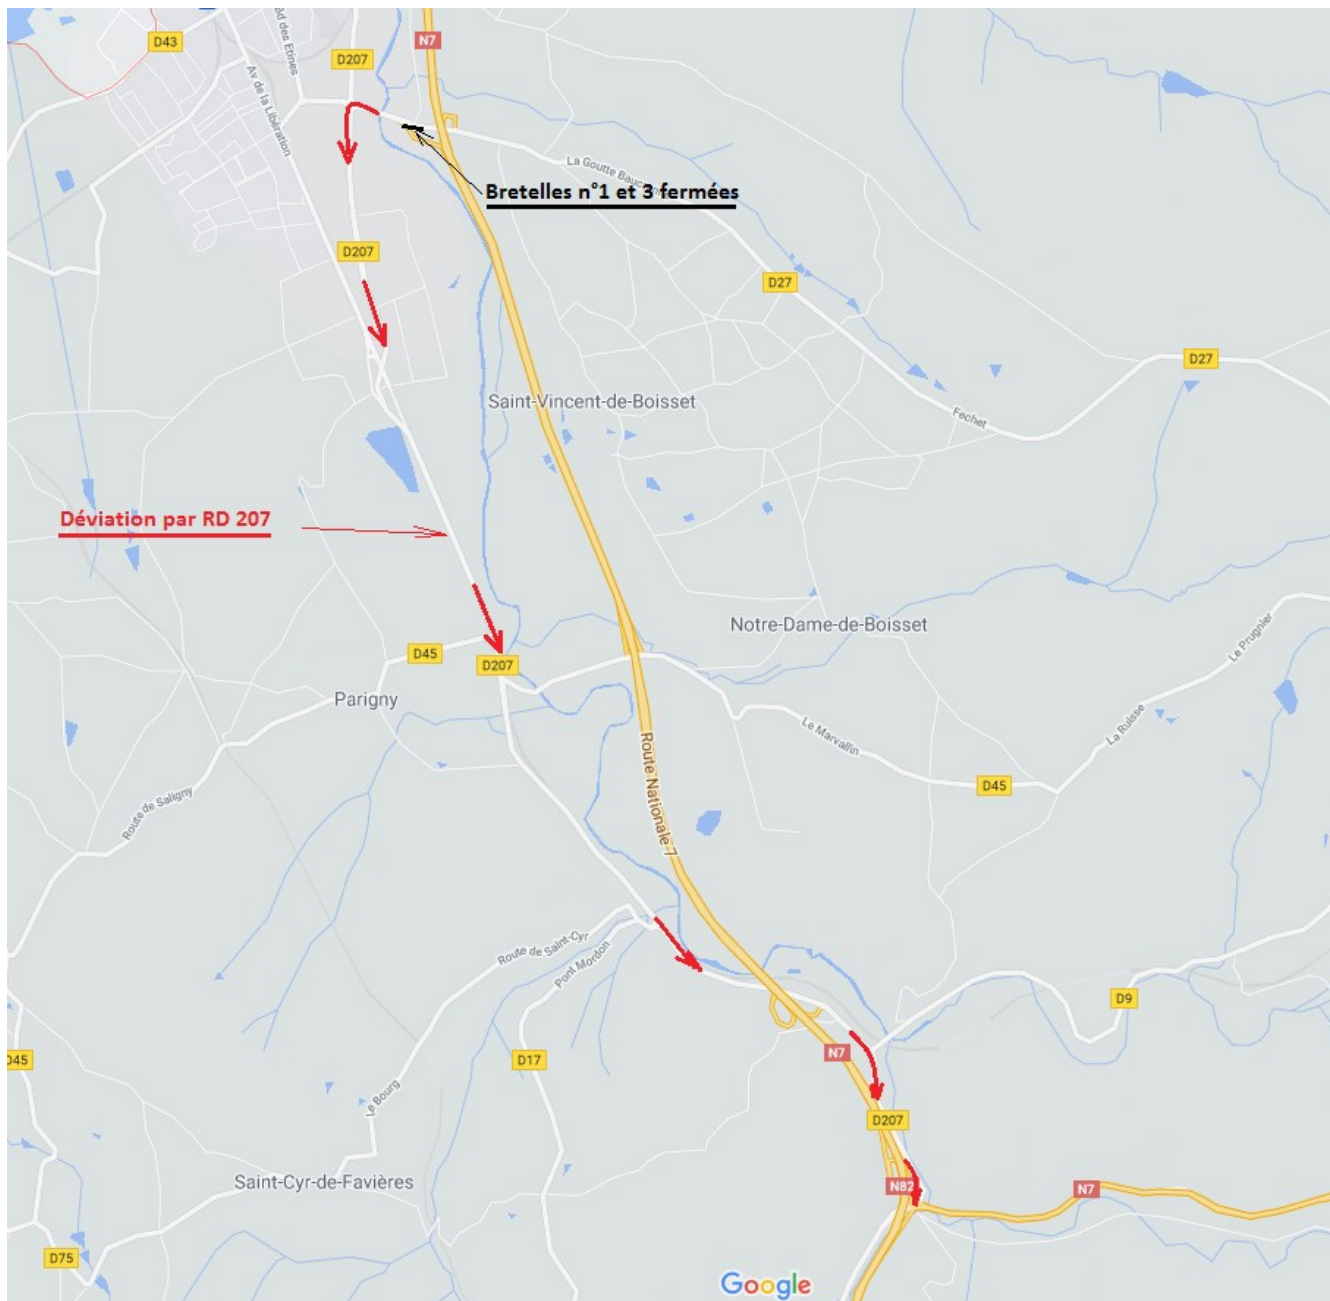 D43
N7
D207
Bd des Etines
Av de la Libération
La Goutte Baucr
Bretelles n°1 et 3 fermées
D207
D27
D27
Saint-Vincent-de-Boisset
Fechet
Déviation par RD 207
Notre-Dame-de-Boisset
Le Prugnier
D45
D207
Parigny
La Ruisse
Le Marvallin
Route Nationale 7
D45
Route de Saligny
Route de Saint-Cyr
Pont Mordon
D9
N7
D45
D17
Le Bourg
D207
Saint-Cyr-de-Favières
N82
N7
D75
Google